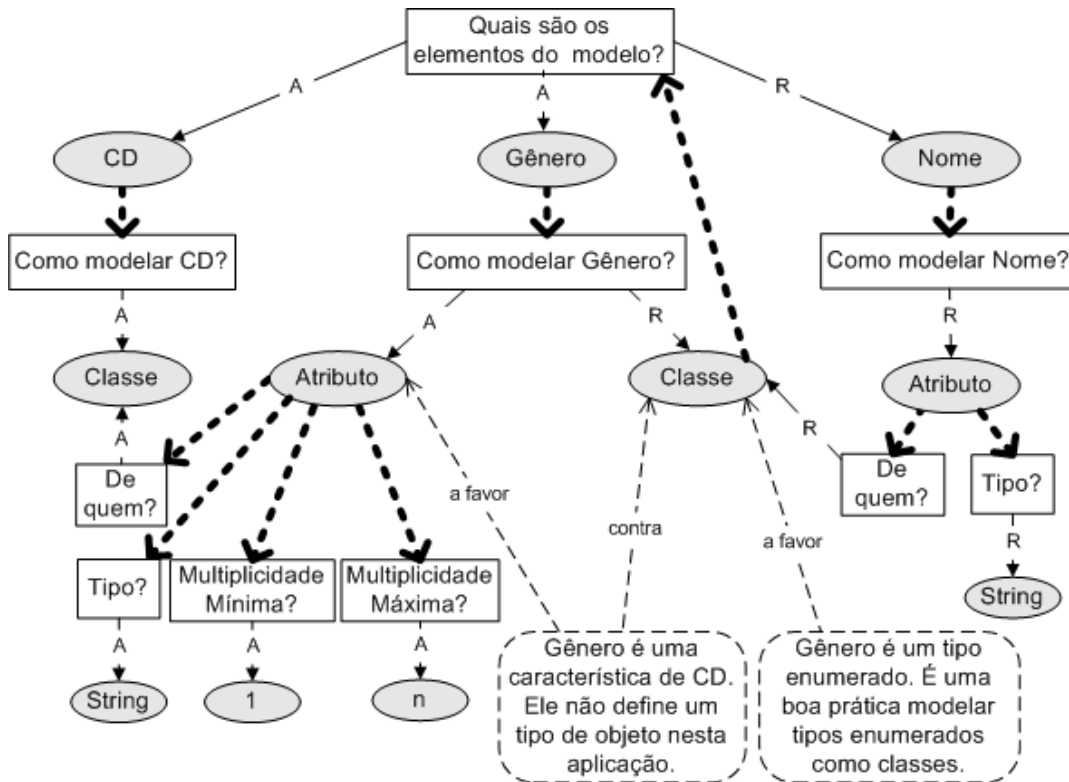 Quais são os
elementos do modelo?
A
A
R
CD
Gênero
Nome
Como modelar CD?
Como modelar Gênero?
Como modelar Nome?
A
A
R
R
Classe
Atributo
Classe
Atributo
A
R
De
quem?
a favor
contra
a favor
De
quem?
Tipo?
R
Tipo?
Multiplicidade
Mínima?
Multiplicidade
Máxima?
String
A
A
A
String
1
n
Gênero é uma
característica de CD.
Ele não define um
tipo de objeto nesta
aplicação.
Gênero é um tipo
enumerado. É uma
boa prática modelar
tipos enumerados
como classes.